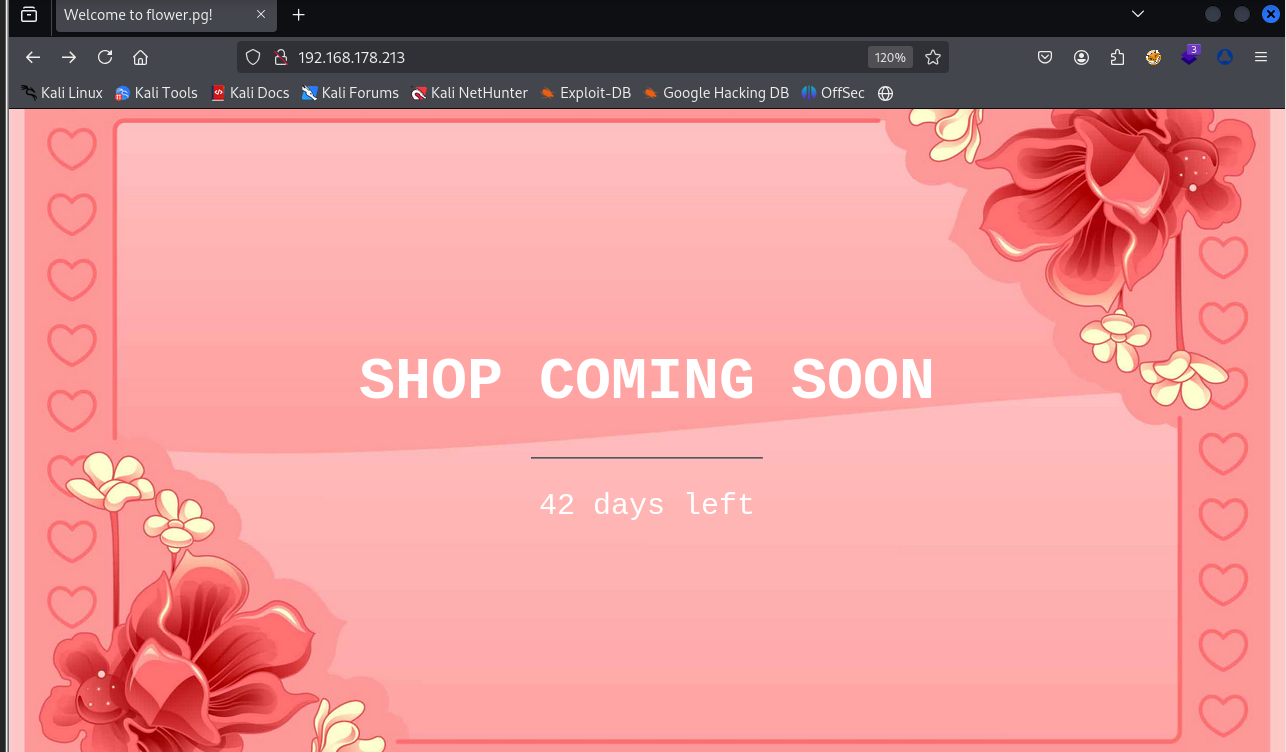 Welcome to flower.pg!
192.168.178.213
120%
3
Kali Linux
Kali Tools
Kali Docs
Kali Forums
Kali NetHunter
Exploit-DB
Google Hacking DB
OffSec
SHOP COMING SOON
42 days left